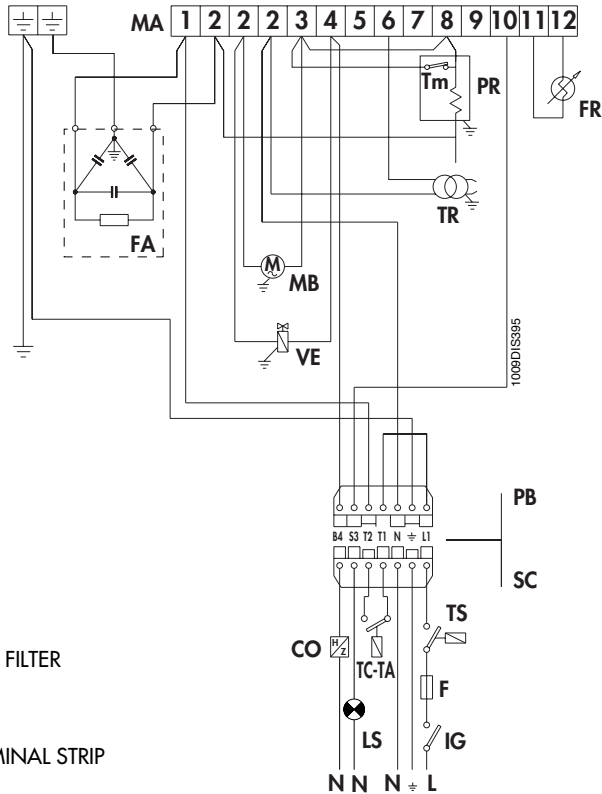 MA 1 2 2 2 3 4 5 6 7 8 9 10 11 12
Tm
PR
FR
TR
FA
M
MB
VE
1009DIS395
PB
B4 S3 T2 T1 N L1
SC
TS
CO
H
Z
TC-TA
F
LS
IG
FILTER
MINAL STRIP
N N N L